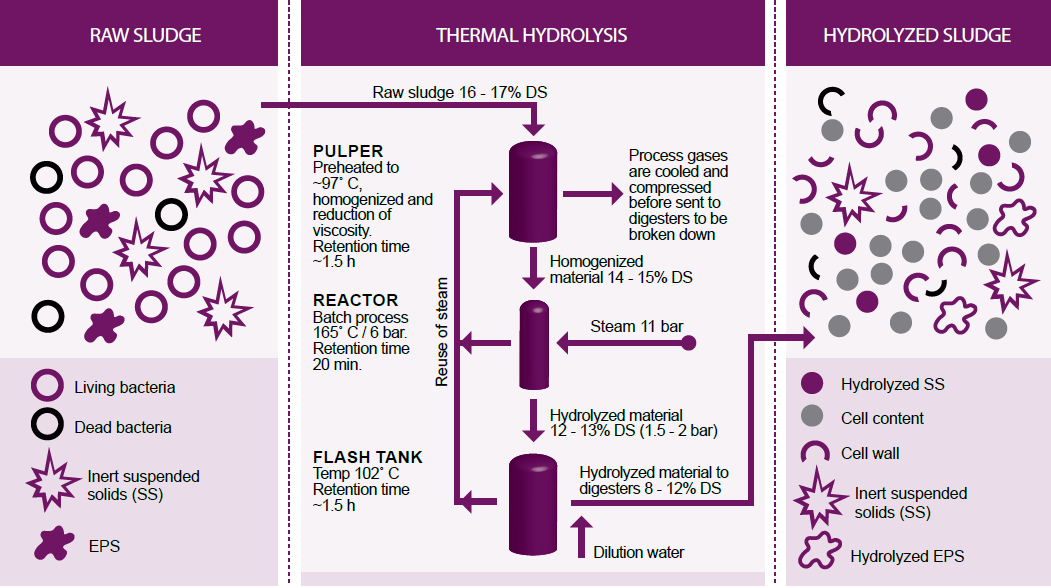 RAW SLUDGE
THERMAL HYDROLYSIS
HYDROLYZED SLUDGE
Raw sludge 16 - 17% DS
PULPER
Preheated to
~97˚ C,
homogenized and
reduction of
viscosity.
Retention time
~1.5 h
Process gases
are cooled and
compressed
before sent to
digesters to be
broken down
Homogenized
material 14 - 15% DS
REACTOR
Batch process
165˚ C / 6 bar.
Retention time
20 min.
Reuse of steam
Steam 11 bar
Hydrolyzed material
12 - 13% DS (1.5 - 2 bar)
FLASH TANK
Temp 102˚ C
Retention time
~1.5 h
Hydrolyzed material to
digesters 8 - 12% DS
Dilution water
Living bacteria
Dead bacteria
Inert suspended
solids (SS)
EPS
Hydrolyzed SS
Cell content
Cell wall
Inert suspended
solids (SS)
Hydrolyzed EPS